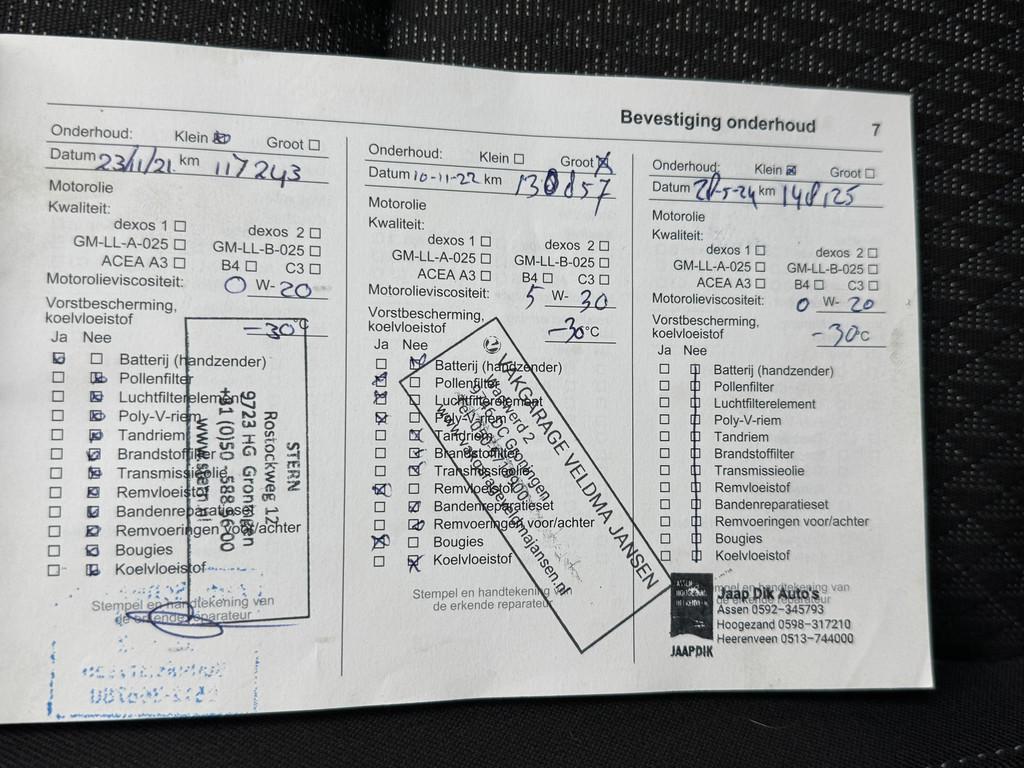 Bevestiging onderhoud 7
Onderhoud: Klein ☒ Groot ☐
Datum 23/11/21. km 117243
Motorolie
Kwaliteit:
dexos 1 ☐ dexos 2 ☐
GM-LL-A-025 ☐ GM-LL-B-025 ☐
ACEA A3 ☐ B4 ☐ C3 ☐
Motorolieviscositeit: 0 W- 20
Vorstbescherming,
koelvloeistof -30°C
Ja Nee
☒ ☐ Batterij (handzender)
☐ ☒ Pollenfilter
☐ ☒ Luchtfilterelement
☐ ☒ Poly-V-riem
☐ ☒ Tandriem
☐ ☒ Brandstoffilter
☐ ☒ Transmissieolie
☐ ☒ Remvloeistof
☐ ☒ Bandenreparatieset
☐ ☒ Remvoeringen voor/achter
☐ ☒ Bougies
☐ ☒ Koelvloeistof
Stempel en handtekening van
de erkende reparateur
STERN
Rostockweg 12
9723 HG Groningen
+31 (0)50 - 5889600
www.stern.nl
Onderhoud: Klein ☐ Groot ☒
Datum 10-11-22 km 130857
Motorolie
Kwaliteit:
dexos 1 ☐ dexos 2 ☐
GM-LL-A-025 ☐ GM-LL-B-025 ☐
ACEA A3 ☐ B4 ☐ C3 ☐
Motorolieviscositeit: 5 W- 30
Vorstbescherming,
koelvloeistof -30°C
Ja Nee
☐ ☒ Batterij (handzender)
☒ ☐ Pollenfilter
☒ ☐ Luchtfilterelement
☒ ☐ Poly-V-riem
☐ ☒ Tandriem
☐ ☒ Brandstoffilter
☐ ☒ Transmissieolie
☒ ☐ Remvloeistof
☐ ☒ Bandenreparatieset
☐ ☒ Remvoeringen voor/achter
☒ ☐ Bougies
☐ ☒ Koelvloeistof
Stempel en handtekening
de erkende reparateur
VAKGARAGE VELDMA JANSEN
2
Groningen
Onderhoud: Klein ☒ Groot ☐
Datum 28-5-24 km 148125
Motorolie
Kwaliteit:
dexos 1 ☐ dexos 2 ☐
GM-LL-A-025 ☐ GM-LL-B-025 ☐
ACEA A3 ☐ B4 ☐ C3 ☐
Motorolieviscositeit: 0 W- 20
Vorstbescherming,
koelvloeistof -30°C
Ja Nee
☐ ☐ Batterij (handzender)
☐ ☐ Pollenfilter
☐ ☐ Luchtfilterelement
☐ ☐ Poly-V-riem
☐ ☐ Tandriem
☐ ☐ Brandstoffilter
☐ ☐ Transmissieolie
☐ ☐ Remvloeistof
☐ ☐ Bandenreparatieset
☐ ☐ Remvoeringen voor/achter
☐ ☐ Bougies
☐ ☐ Koelvloeistof
Jaap Dik Auto's
Assen 0592-345793
Hoogezand 0598-317210
Heerenveen 0513-744000
JAAPDIK